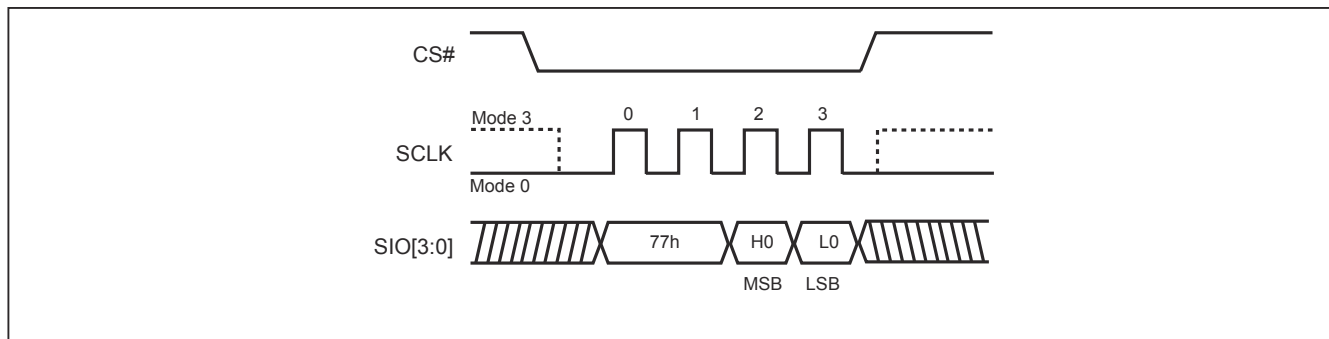 CS#
Mode 3
0 1 2 3
SCLK
Mode 0
SIO[3:0]
77h H0 L0
MSB LSB